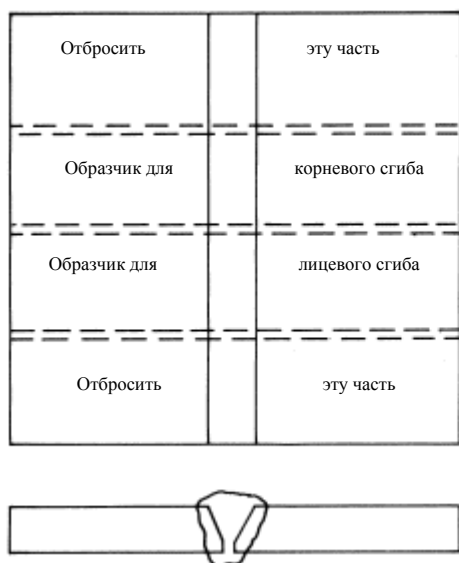 Отбросить эту часть
Образчик для корневого сгиба
Образчик для лицевого сгиба
Отбросить эту часть